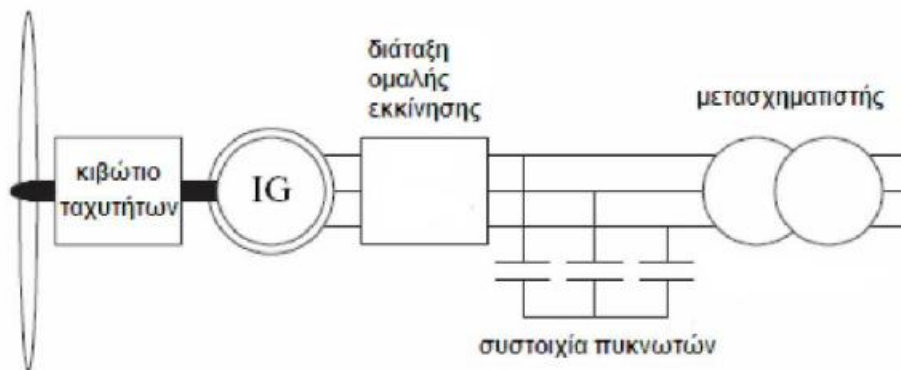 διάταξη
ομαλής
εκκίνησης
μετασχηματιστής
κιβώτιο
ταχυτήτων
IG
συστοιχία πυκνωτών